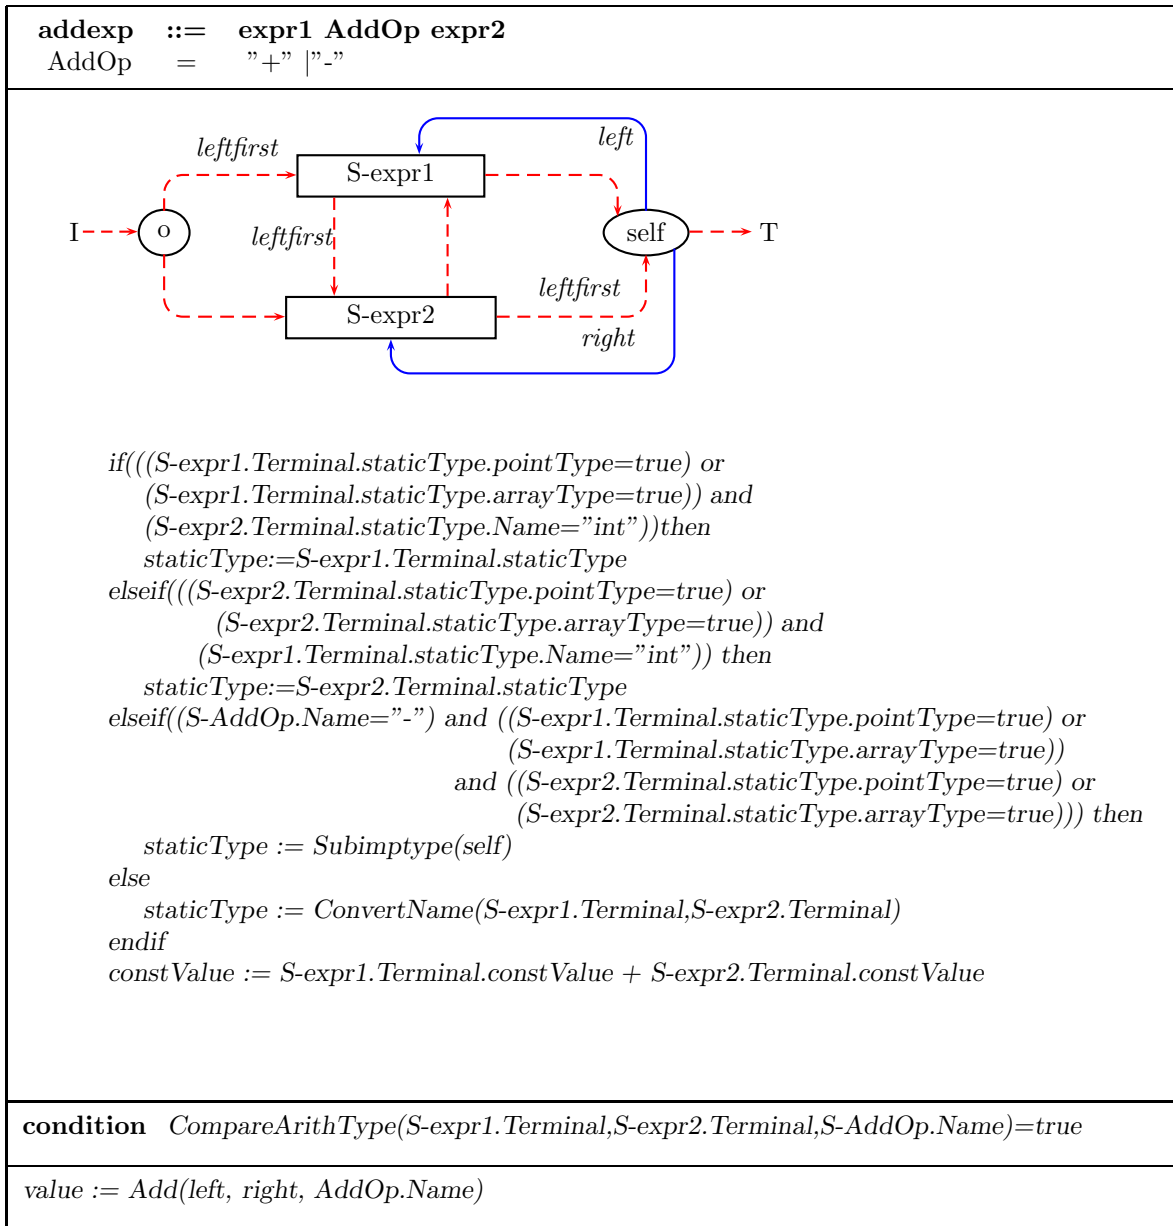 addexp ::= expr1 AddOp expr2
AddOp = ”+” |”-”
left
leftfirst
S-expr1
I
o
leftfirst
self
T
leftfirst
S-expr2
right
if(((S-expr1.Terminal.staticType.pointType=true) or
(S-expr1.Terminal.staticType.arrayType=true)) and
(S-expr2.Terminal.staticType.Name=”int”))then
staticType:=S-expr1.Terminal.staticType
elseif(((S-expr2.Terminal.staticType.pointType=true) or
(S-expr2.Terminal.staticType.arrayType=true)) and
(S-expr1.Terminal.staticType.Name=”int”)) then
staticType:=S-expr2.Terminal.staticType
elseif((S-AddOp.Name=”-”) and ((S-expr1.Terminal.staticType.pointType=true) or
(S-expr1.Terminal.staticType.arrayType=true))
and ((S-expr2.Terminal.staticType.pointType=true) or
(S-expr2.Terminal.staticType.arrayType=true))) then
staticType := Subimptype(self)
else
staticType := ConvertName(S-expr1.Terminal,S-expr2.Terminal)
endif
constValue := S-expr1.Terminal.constValue + S-expr2.Terminal.constValue
condition CompareArithType(S-expr1.Terminal,S-expr2.Terminal,S-AddOp.Name)=true
value := Add(left, right, AddOp.Name)